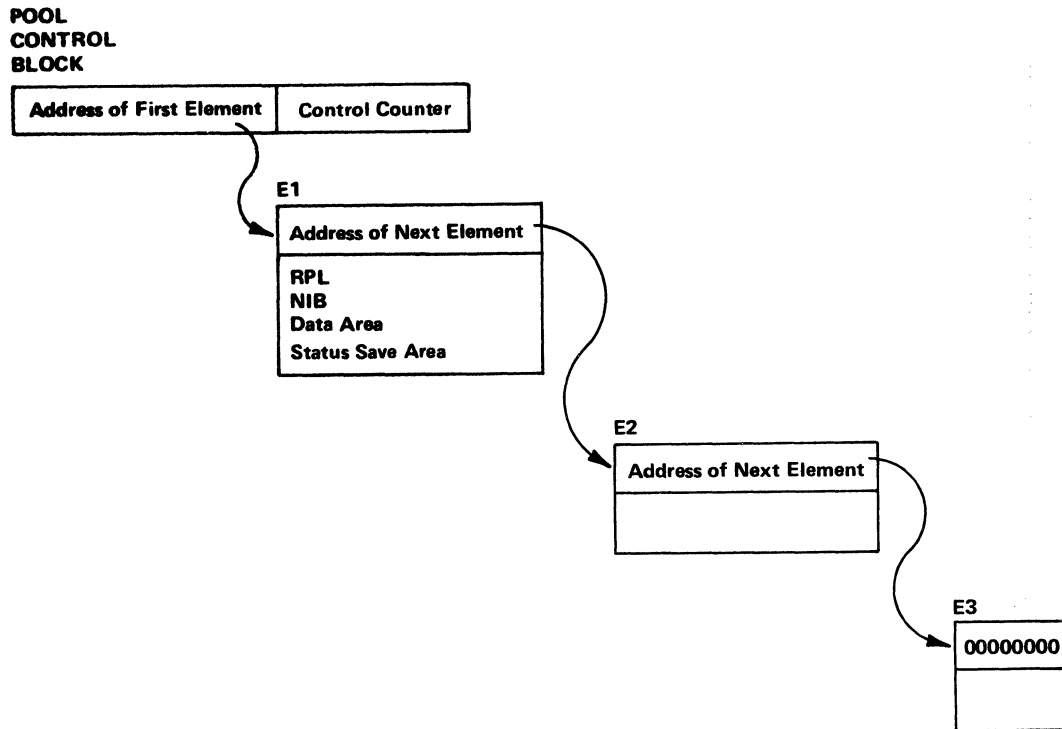 POOL
CONTROL
BLOCK
Address of First Element
Control Counter
E1
Address of Next Element
RPL
NIB
Data Area
Status Save Area
E2
Address of Next Element
E3
00000000